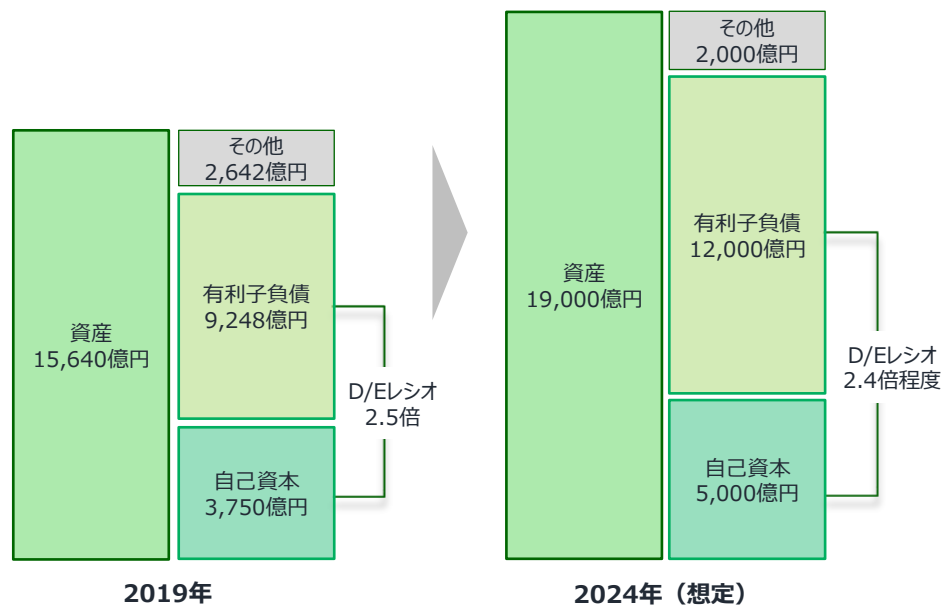 資産
15,640億円
その他
2,642億円
有利子負債
9,248億円
自己資本
3,750億円
D/Eレシオ
2.5倍
2019年
資産
19,000億円
その他
2,000億円
有利子負債
12,000億円
自己資本
5,000億円
D/Eレシオ
2.4倍程度
2024年（想定）